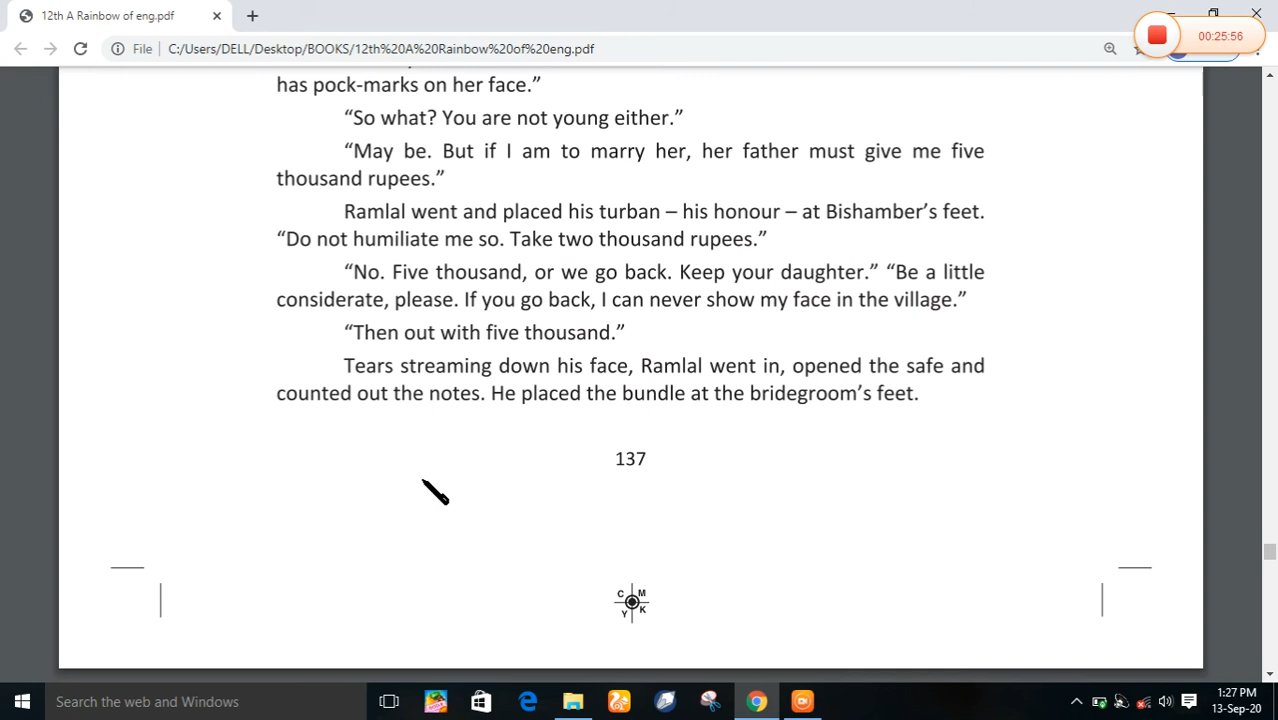 12th A Rainbow of eng.pdf
00:25:56
File
C:/Users/DELL/Desktop/BOOKS/12th%20A%20Rainbow%20of%20eng.pdf
has pock-marks on her face.”
“So what? You are not young either.”
“May be. But if I am to marry her, her father must give me five
thousand rupees.”
Ramlal went and placed his turban – his honour – at Bishamber’s feet.
“Do not humiliate me so. Take two thousand rupees.”
“No. Five thousand, or we go back. Keep your daughter.” “Be a little
considerate, please. If you go back, I can never show my face in the village.”
“Then out with five thousand.”
Tears streaming down his face, Ramlal went in, opened the safe and
counted out the notes. He placed the bundle at the bridegroom’s feet.
137
C M
Y K
Search the web and Windows
1:27 PM
13-Sep-20